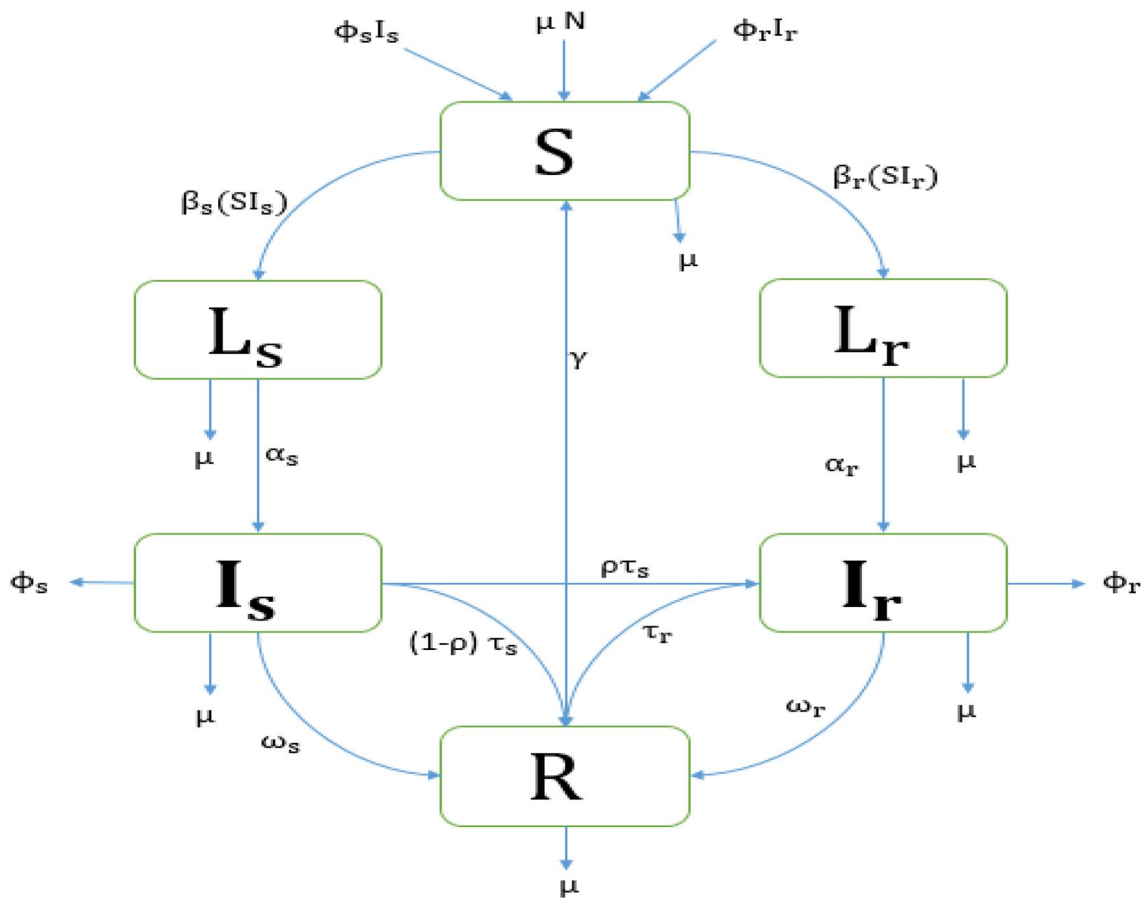 ϕₛIₛ
μ N
ϕᵣIᵣ
S
βₛ(SIₛ)
βᵣ(SIᵣ)
μ
Lₛ
Lᵣ
γ
μ
αₛ
αᵣ
μ
ϕₛ
Iₛ
ρτₛ
Iᵣ
ϕᵣ
(1-ρ) τₛ
τᵣ
μ
ωₛ
ωᵣ
μ
R
μ